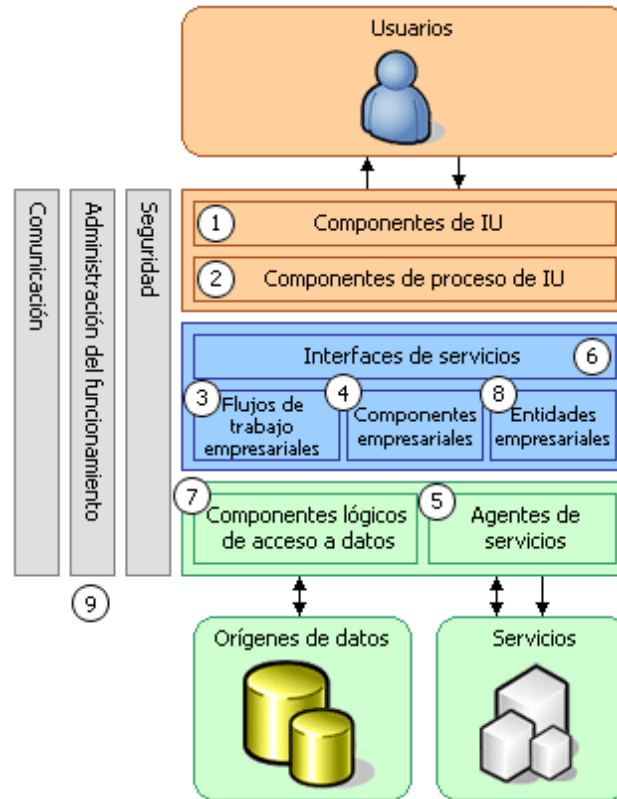 Usuarios
Comunicación
Administración del funcionamiento
Seguridad
1
Componentes de IU
2
Componentes de proceso de IU
Interfaces de servicios
6
3
Flujos de
trabajo
empresariales
4
Componentes
empresariales
8
Entidades
empresariales
7
Componentes lógicos
de acceso a datos
5
Agentes de
servicios
9
Orígenes de datos
Servicios